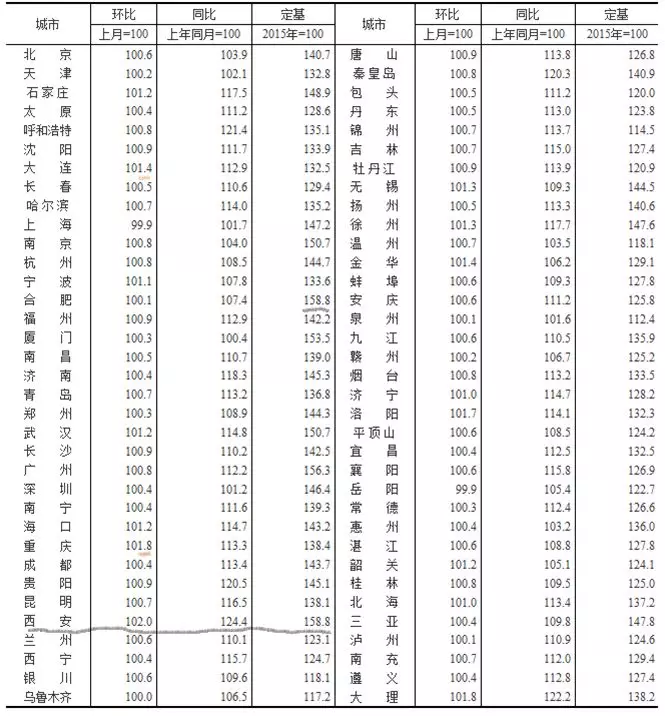 城市 环比 同比 定基 城市 环比 同比 定基
上月=100 上年同月=100 2015年=100 上月=100 上年同月=100 2015年=100
北京 100.6 103.9 140.7 唐山 100.9 113.8 126.8
天津 100.2 102.1 132.8 秦皇岛 100.8 120.3 140.9
石家庄 101.2 117.5 148.9 包头 100.5 111.2 120.0
太原 100.4 111.2 128.6 丹东 100.5 113.0 123.8
呼和浩特 100.8 121.4 135.1 锦州 100.7 113.7 114.5
沈阳 100.9 111.7 133.9 吉林 100.7 115.0 127.4
大连 101.4 112.9 132.5 牡丹江 100.9 113.9 120.9
长春 100.5 110.6 129.4 无锡 101.3 109.3 144.5
哈尔滨 100.7 114.0 135.2 扬州 100.5 113.3 140.6
上海 99.9 101.7 147.2 徐州 101.3 117.7 147.6
南京 100.8 104.0 150.7 温州 100.7 103.5 118.1
杭州 100.8 108.5 144.7 金华 101.4 106.2 129.1
宁波 101.1 107.8 133.6 蚌埠 100.6 109.3 127.8
合肥 100.1 107.4 158.8 安庆 100.6 111.2 125.8
福州 100.9 112.9 142.2 泉州 100.1 101.6 112.4
厦门 100.3 100.4 153.5 九江 100.6 110.5 135.9
南昌 100.5 110.7 139.0 赣州 100.2 106.7 125.2
济南 100.4 118.3 145.3 烟台 100.8 113.2 133.5
青岛 100.7 113.2 136.8 济宁 101.0 114.7 128.2
郑州 100.3 108.9 144.3 洛阳 101.7 114.1 132.3
武汉 101.2 114.8 150.7 平顶山 100.6 108.5 124.2
长沙 100.9 110.2 142.5 宜昌 100.4 112.5 132.5
广州 100.8 112.2 156.3 襄阳 100.6 115.8 126.9
深圳 100.4 101.2 146.4 岳阳 99.9 105.4 122.7
南宁 100.4 111.6 139.3 常德 100.3 112.4 126.6
海口 101.2 114.7 143.2 惠州 100.4 103.2 136.0
重庆 101.8 113.3 138.4 湛江 100.6 108.8 127.8
成都 100.4 113.4 143.7 韶关 101.2 105.1 124.1
贵阳 100.9 120.5 145.1 桂林 100.8 109.5 125.0
昆明 100.7 116.5 138.1 北海 101.0 113.4 137.2
西安 102.0 124.4 158.8 三亚 100.4 109.8 147.8
兰州 100.6 110.1 123.1 泸州 100.1 110.9 124.6
西宁 100.4 115.7 124.7 南充 100.7 112.0 129.4
银川 100.6 109.6 118.1 遵义 100.4 112.8 127.4
乌鲁木齐 100.0 106.5 117.2 大理 101.8 122.2 138.2